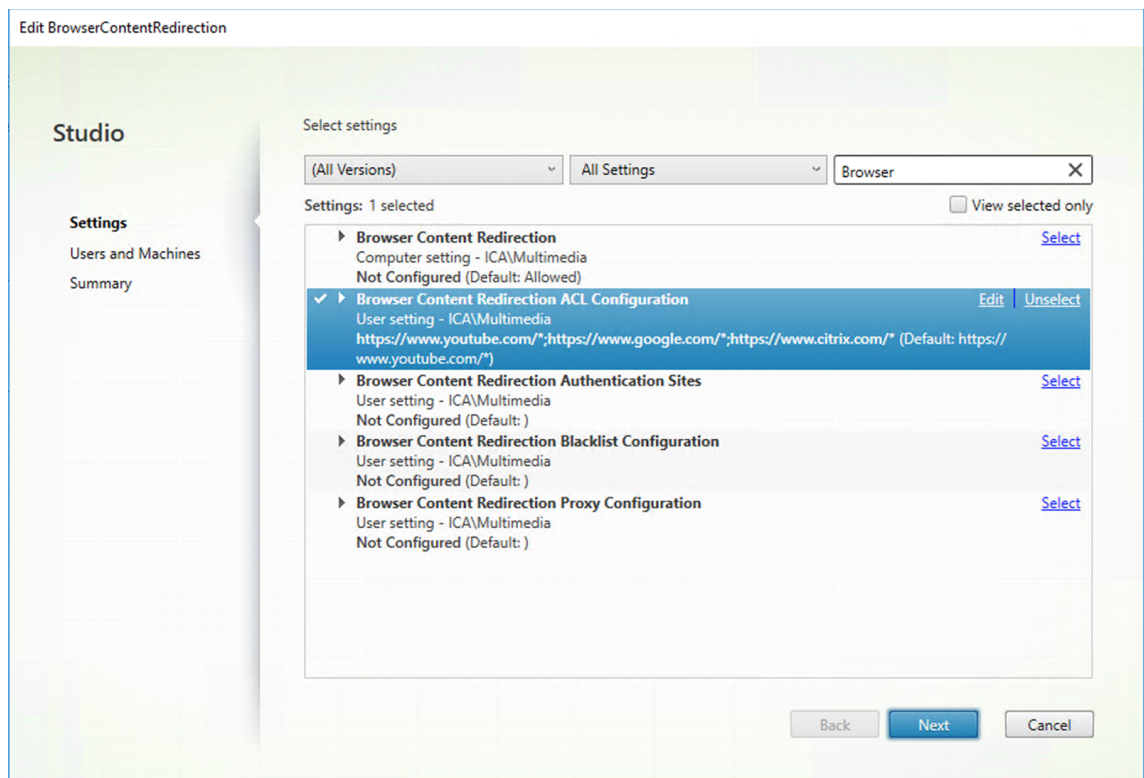 Edit BrowserContentRedirection
Studio
Settings
Users and Machines
Summary
Select settings
(All Versions)
All Settings
Browser
Settings: 1 selected
View selected only
Browser Content Redirection
Select
Computer setting - ICA\Multimedia
Not Configured (Default: Allowed)
Browser Content Redirection ACL Configuration
Edit
Unselect
User setting - ICA\Multimedia
https://www.youtube.com/*;https://www.google.com/*;https://www.citrix.com/* (Default: https://
www.youtube.com/*)
Browser Content Redirection Authentication Sites
Select
User setting - ICA\Multimedia
Not Configured (Default: )
Browser Content Redirection Blacklist Configuration
Select
User setting - ICA\Multimedia
Not Configured (Default: )
Browser Content Redirection Proxy Configuration
Select
User setting - ICA\Multimedia
Not Configured (Default: )
Back
Next
Cancel